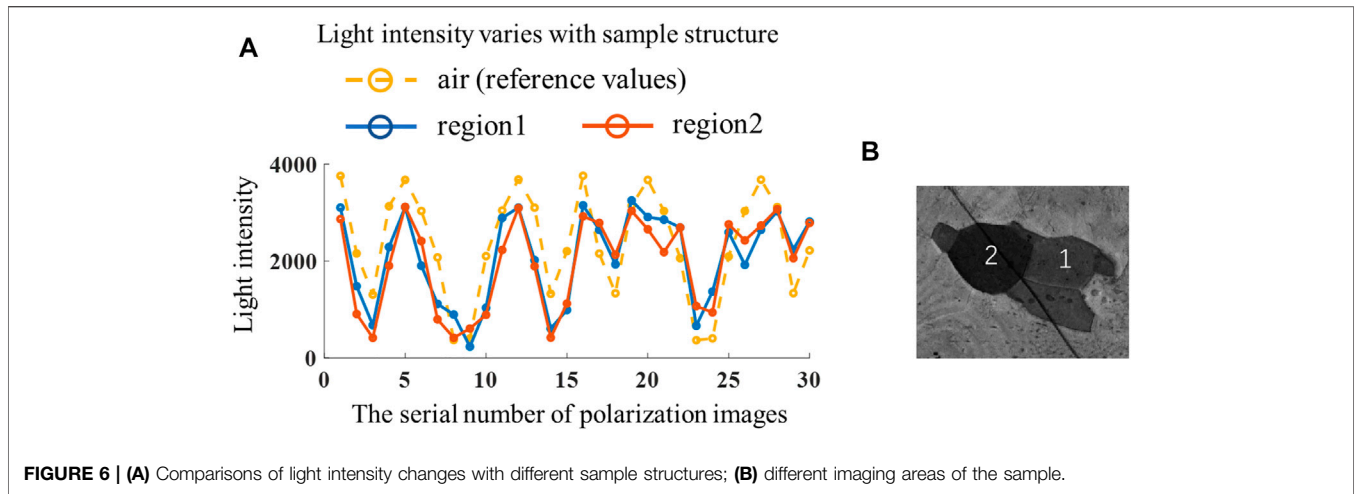 A
Light intensity varies with sample structure
air (reference values)
region1 region2
4000
2000
0
Light intensity
0 5 10 15 20 25 30
The serial number of polarization images
B
2 1
FIGURE 6 | (A) Comparisons of light intensity changes with different sample structures; (B) different imaging areas of the sample.